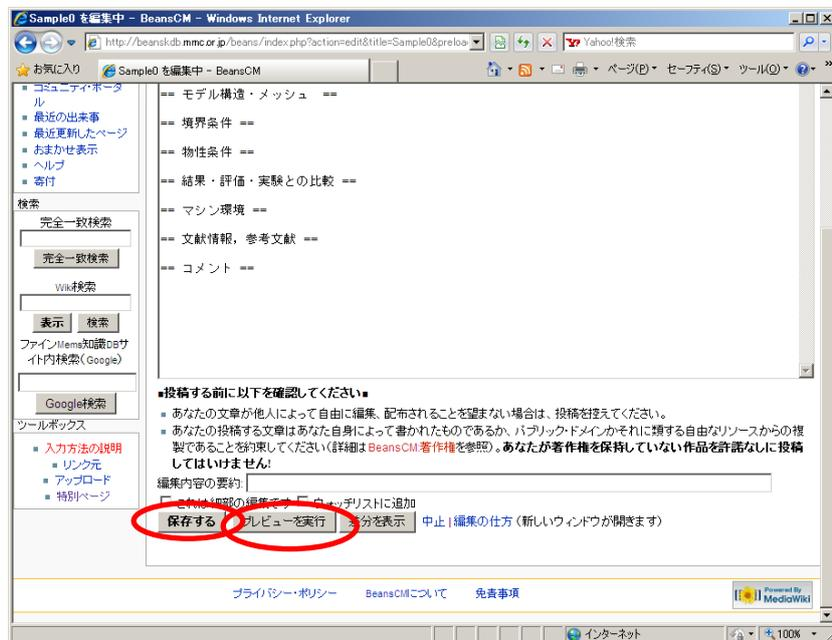 Sample0 を編集中 - BeansCM - Windows Internet Explorer
http://beanskdb.mmc.or.jp/beans/index.php?action=edit&title=Sample0&preloa
Yahoo!検索
お気に入り
Sample0 を編集中 - BeansCM
ページ(P) セーフティ(S) ツール(O)
コミュニティ・ポータ
ル
最近の出来事
最近更新したページ
おまかせ表示
ヘルプ
寄付
検索
完全一致検索
完全一致検索
Wiki検索
表示 検索
ファインMems知識DBサ
イト内検索(Google)
Google検索
ツールボックス
入力方法の説明
リンク元
アップロード
特別ページ
== モデル構造・メッシュ ==
== 境界条件 ==
== 物性条件 ==
== 結果・評価・実験との比較 ==
== マシン環境 ==
== 文献情報，参考文献 ==
== コメント ==
■投稿する前に以下を確認してください■
あなたの文章が他人によって自由に編集、配布されることを望まない場合は、投稿を控えてください。
あなたの投稿する文章はあなた自身によって書かれたものであるか、パブリック・ドメインかそれに類する自由なリソースからの複
製であることを約束してください(詳細はBeansCM:著作権を参照)。あなたが著作権を保持していない作品を許諾なしに投稿
してはいけません!
編集内容の要約:
これは細部の編集です ウォッチリストに追加
保存する プレビューを実行 差分を表示 中止 | 編集の仕方 (新しいウィンドウが開きます)
プライバシー・ポリシー BeansCMについて 免責事項
Powered By
MediaWiki
インターネット 100%